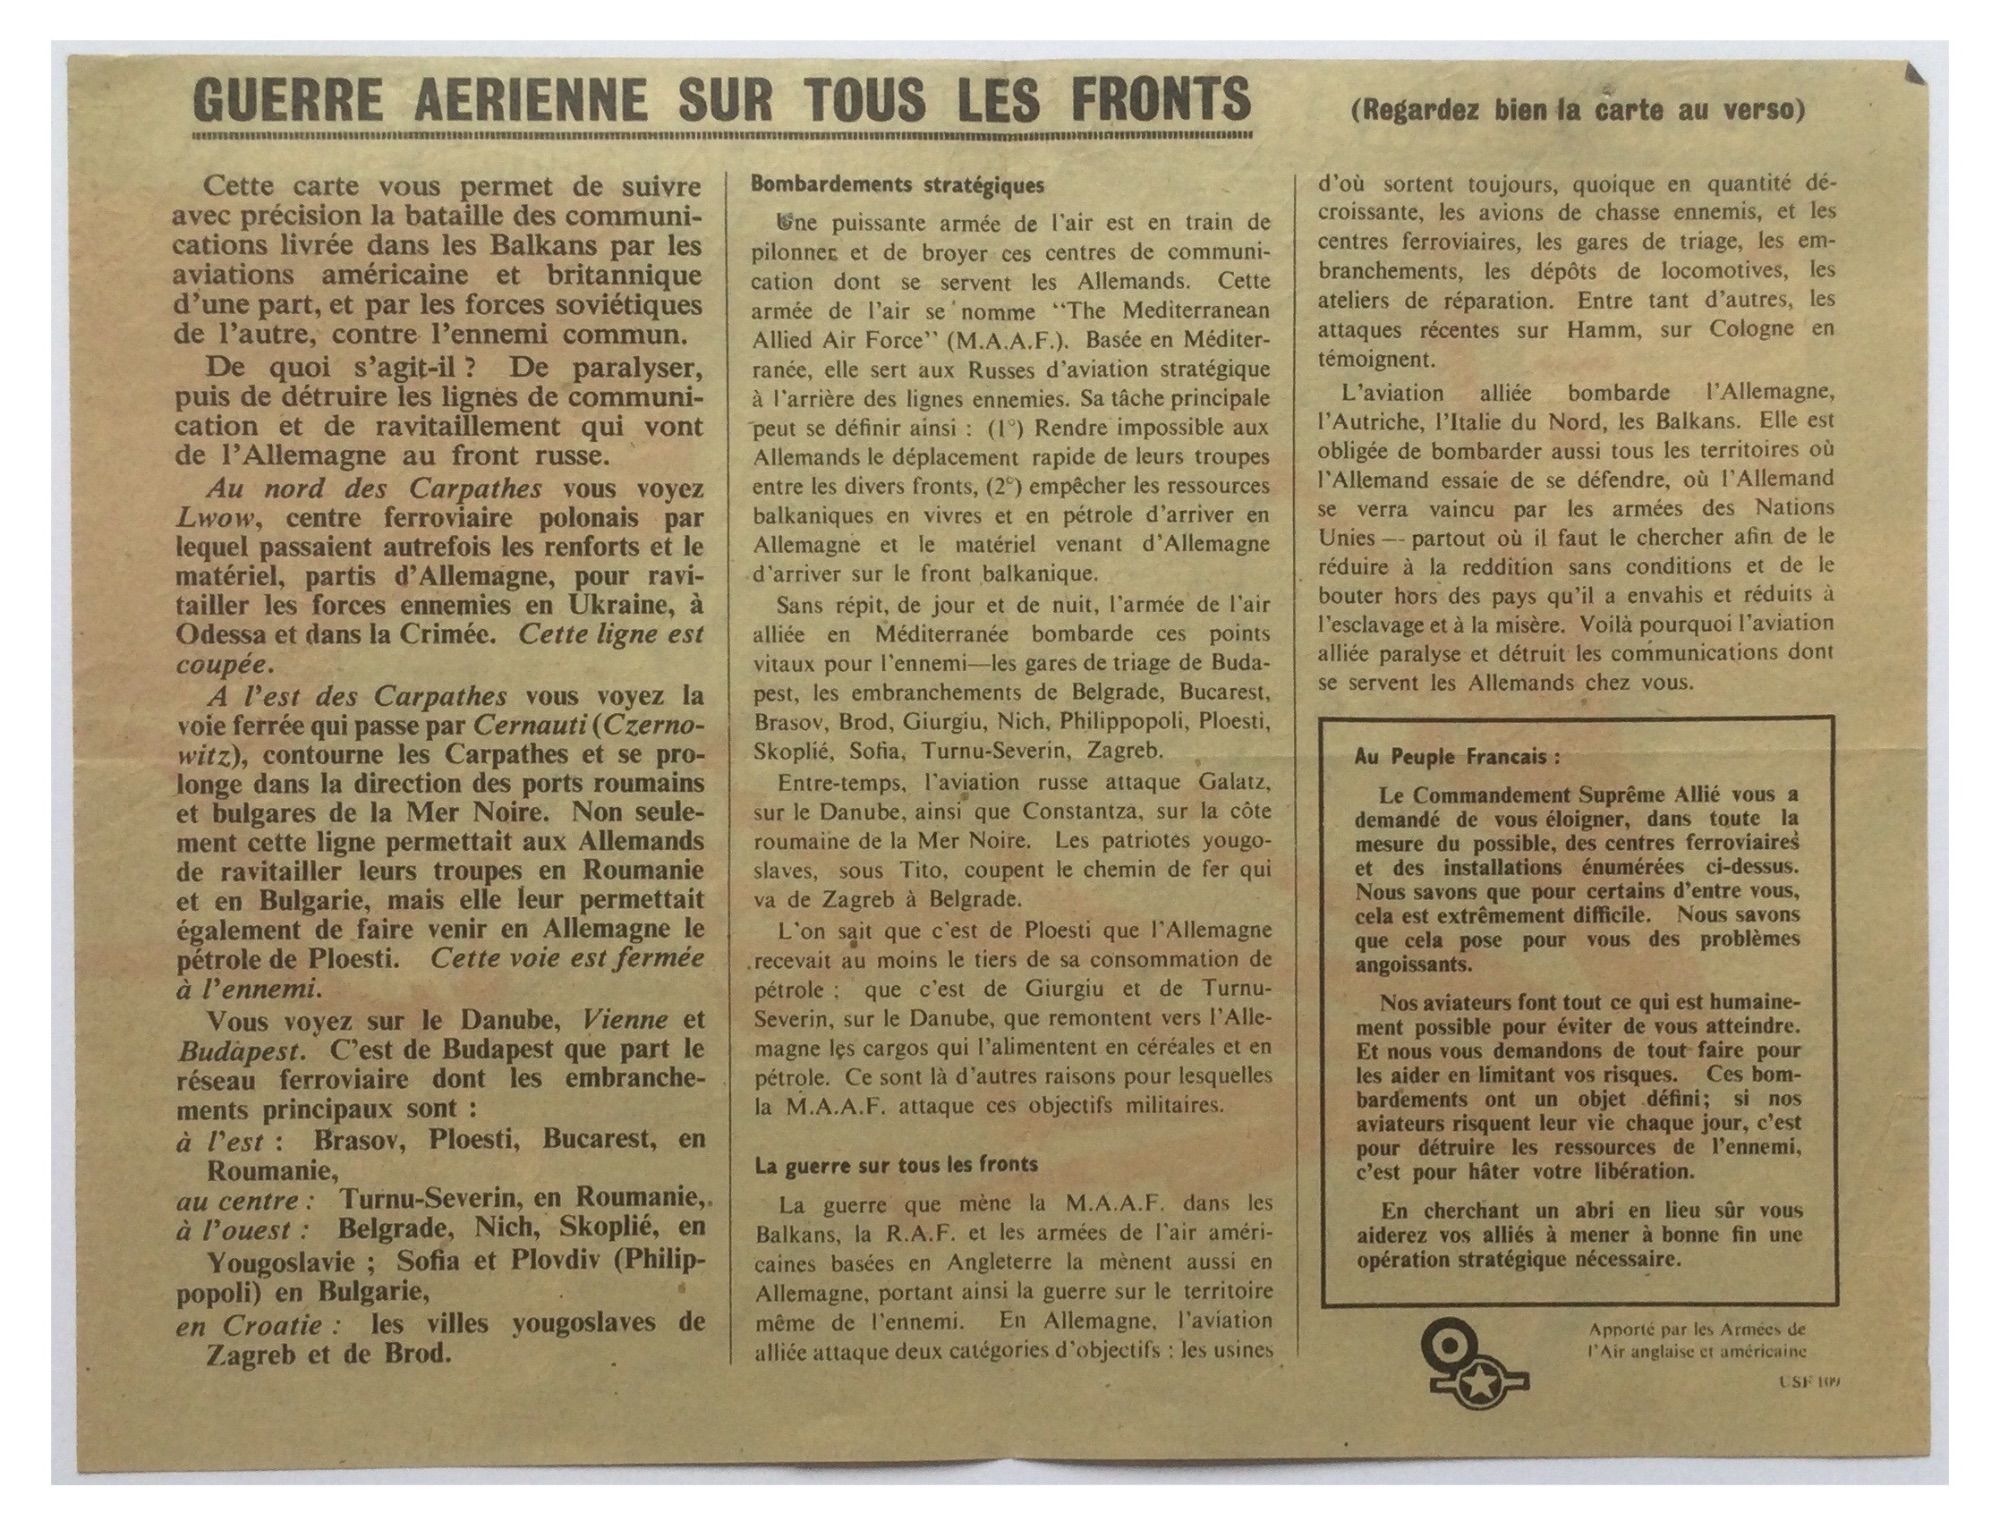 GUERRE AERIENNE SUR TOUS LES FRONTS
(Regardez bien la carte au verso)
Cette carte vous permet de suivre
avec précision la bataille des communi-
cations livrée dans les Balkans par les
aviations américaine et britannique
d'une part, et par les forces soviétiques
de l'autre, contre l'ennemi commun.
De quoi s'agit-il ? De paralyser,
puis de détruire les lignes de communi-
cation et de ravitaillement qui vont
de l'Allemagne au front russe.
Au nord des Carpathes vous voyez
Lwow, centre ferroviaire polonais par
lequel passaient autrefois les renforts et le
matériel, partis d'Allemagne, pour ravi-
tailler les forces ennemies en Ukraine, à
Odessa et dans la Crimée. Cette ligne est
coupée.
A l'est des Carpathes vous voyez la
voie ferrée qui passe par Cernauti (Czerno-
witz), contourne les Carpathes et se pro-
longe dans la direction des ports roumains
et bulgares de la Mer Noire. Non seule-
ment cette ligne permettait aux Allemands
de ravitailler leurs troupes en Roumanie
et en Bulgarie, mais elle leur permettait
également de faire venir en Allemagne le
pétrole de Ploesti. Cette voie est fermée
à l'ennemi.
Vous voyez sur le Danube, Vienne et
Budapest. C'est de Budapest que part le
réseau ferroviaire dont les embranche-
ments principaux sont :
à l'est : Brasov, Ploesti, Bucarest, en
Roumanie,
au centre : Turnu-Severin, en Roumanie,
à l'ouest : Belgrade, Nich, Skoplié, en
Yougoslavie ; Sofia et Plovdiv (Philip-
popoli) en Bulgarie,
en Croatie : les villes yougoslaves de
Zagreb et de Brod.
Bombardements stratégiques
Une puissante armée de l'air est en train de
pilonner et de broyer ces centres de communi-
cation dont se servent les Allemands. Cette
armée de l'air se nomme "The Mediterranean
Allied Air Force" (M.A.A.F.). Basée en Méditer-
ranée, elle sert aux Russes d'aviation stratégique
à l'arrière des lignes ennemies. Sa tâche principale
peut se définir ainsi : (1°) Rendre impossible aux
Allemands le déplacement rapide de leurs troupes
entre les divers fronts, (2°) empêcher les ressources
balkaniques en vivres et en pétrole d'arriver en
Allemagne et le matériel venant d'Allemagne
d'arriver sur le front balkanique.
Sans répit, de jour et de nuit, l'armée de l'air
alliée en Méditerranée bombarde ces points
vitaux pour l'ennemi—les gares de triage de Buda-
pest, les embranchements de Belgrade, Bucarest,
Brasov, Brod, Giurgiu, Nich, Philippopoli, Ploesti,
Skoplié, Sofia, Turnu-Severin, Zagreb.
Entre-temps, l'aviation russe attaque Galatz,
sur le Danube, ainsi que Constantza, sur la côte
roumaine de la Mer Noire. Les patriotes yougo-
slaves, sous Tito, coupent le chemin de fer qui
va de Zagreb à Belgrade.
L'on sait que c'est de Ploesti que l'Allemagne
recevait au moins le tiers de sa consommation de
pétrole ; que c'est de Giurgiu et de Turnu-
Severin, sur le Danube, que remontent vers l'Alle-
magne les cargos qui l'alimentent en céréales et en
pétrole. Ce sont là d'autres raisons pour lesquelles
la M.A.A.F. attaque ces objectifs militaires.
La guerre sur tous les fronts
La guerre que mène la M.A.A.F. dans les
Balkans, la R.A.F. et les armées de l'air améri-
caines basées en Angleterre la mènent aussi en
Allemagne, portant ainsi la guerre sur le territoire
même de l'ennemi. En Allemagne, l'aviation
alliée attaque deux catégories d'objectifs : les usines
d'où sortent toujours, quoique en quantité dé-
croissante, les avions de chasse ennemis, et les
centres ferroviaires, les gares de triage, les em-
branchements, les dépôts de locomotives, les
ateliers de réparation. Entre tant d'autres, les
attaques récentes sur Hamm, sur Cologne en
témoignent.
L'aviation alliée bombarde l'Allemagne,
l'Autriche, l'Italie du Nord, les Balkans. Elle est
obligée de bombarder aussi tous les territoires où
l'Allemand essaie de se défendre, où l'Allemand
se verra vaincu par les armées des Nations
Unies — partout où il faut le chercher afin de le
réduire à la reddition sans conditions et de le
bouter hors des pays qu'il a envahis et réduits à
l'esclavage et à la misère. Voilà pourquoi l'aviation
alliée paralyse et détruit les communications dont
se servent les Allemands chez vous.
Au Peuple Francais :
Le Commandement Suprême Allié vous a
demandé de vous éloigner, dans toute la
mesure du possible, des centres ferroviaires
et des installations énumérées ci-dessus.
Nous savons que pour certains d'entre vous,
cela est extrêmement difficile. Nous savons
que cela pose pour vous des problèmes
angoissants.
Nos aviateurs font tout ce qui est humaine-
ment possible pour éviter de vous atteindre.
Et nous vous demandons de tout faire pour
les aider en limitant vos risques. Ces bom-
bardements ont un objet défini; si nos
aviateurs risquent leur vie chaque jour, c'est
pour détruire les ressources de l'ennemi,
c'est pour hâter votre libération.
En cherchant un abri en lieu sûr vous
aiderez vos alliés à mener à bonne fin une
opération stratégique nécessaire.
Apporté par les Armées de
l'Air anglaise et américaine
USF 109